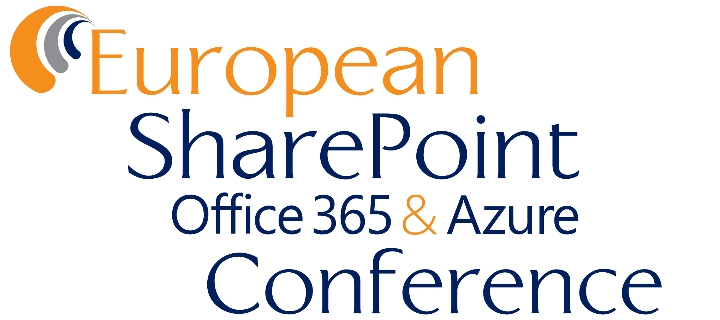 European
SharePoint
Office 365 & Azure
Conference